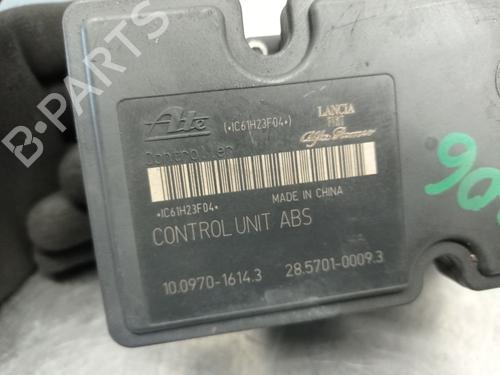 Ate (•IC61H23F04•) LANCIA
FIAT
Controller Alfa Romeo
•IC61H23F04• MADE IN CHINA
CONTROL UNIT ABS
10.0970-1614.3 28.5701-0009.3
B-PARTS